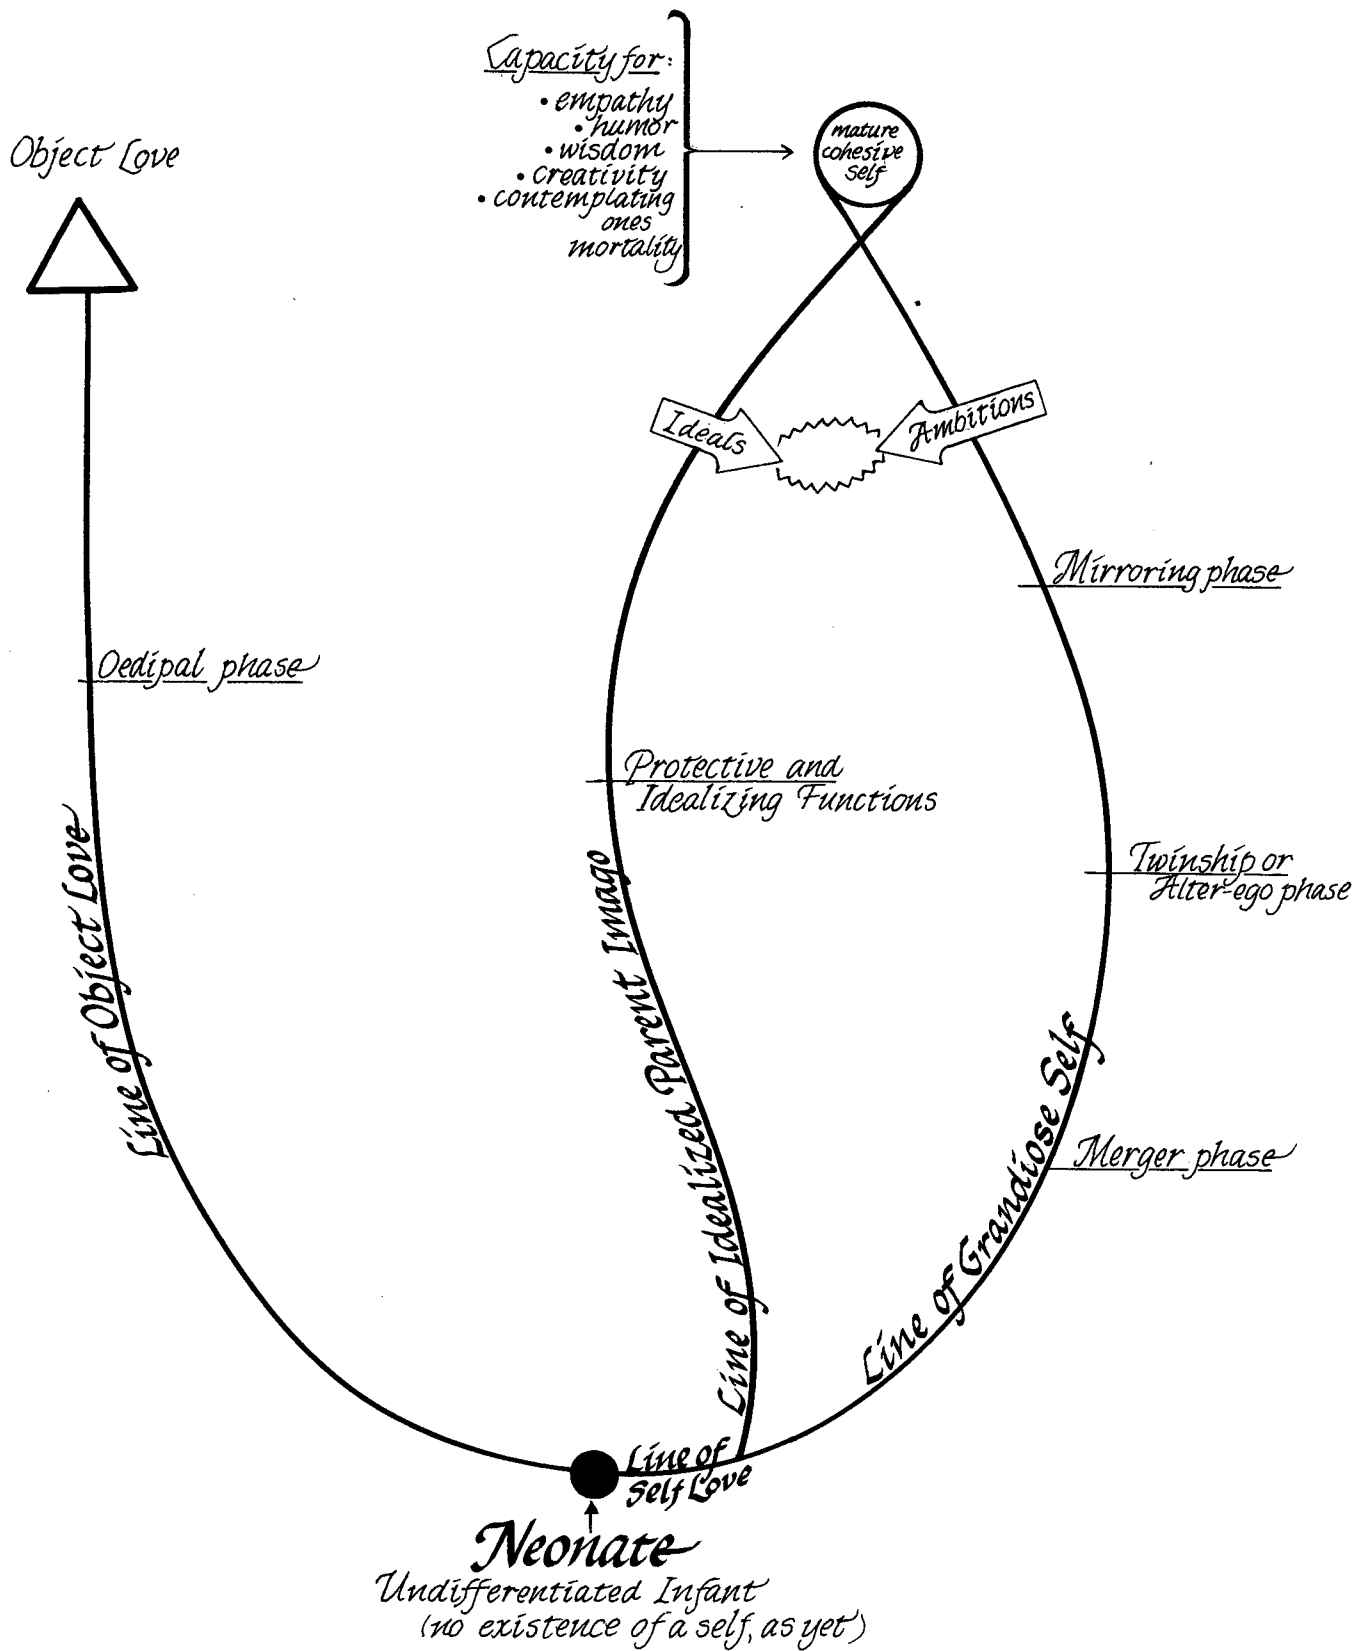 Capacity for:
• empathy
• humor
• wisdom
• creativity
• contemplating
ones
mortality
mature
cohesive
self
Object Love
Ideals
Ambitions
Mirroring phase
Oedipal phase
Protective and
Idealizing Functions
Twinship or
Alter-ego phase
Line of Object Love
Line of Idealized Parent Imago
Line of Grandiose Self
Merger phase
Line of
Self Love
Neonate
Undifferentiated Infant
(no existence of a self, as yet)